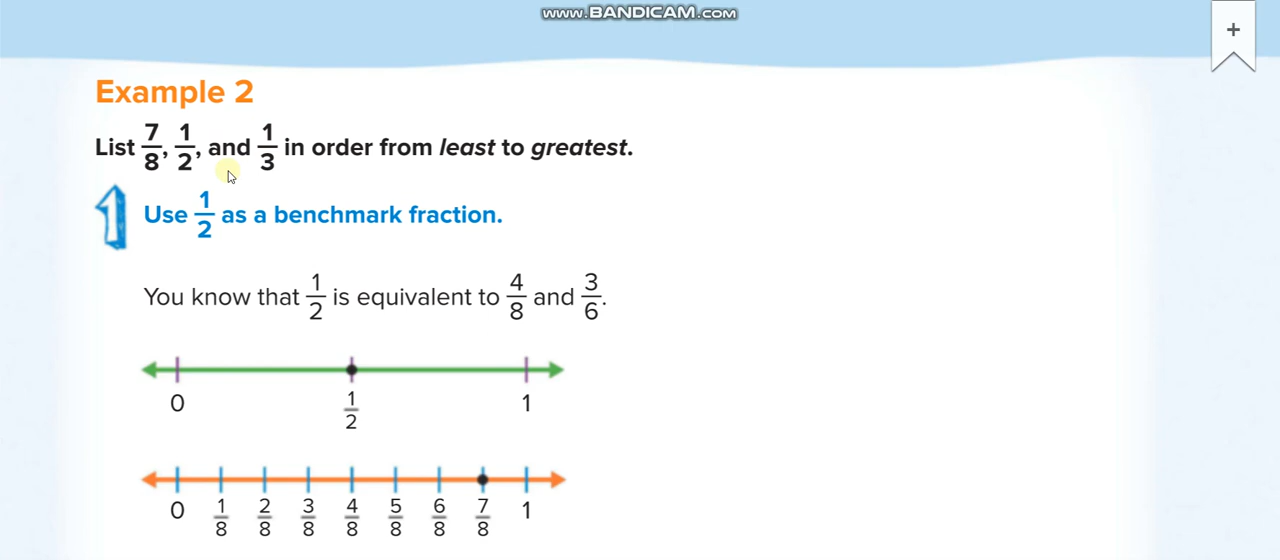 www.BANDICAM.com
+
Example 2
List 7/8, 1/2, and 1/3 in order from least to greatest.
1 Use 1/2 as a benchmark fraction.
You know that 1/2 is equivalent to 4/8 and 3/6.
0 1/2 1
0 1/8 2/8 3/8 4/8 5/8 6/8 7/8 1